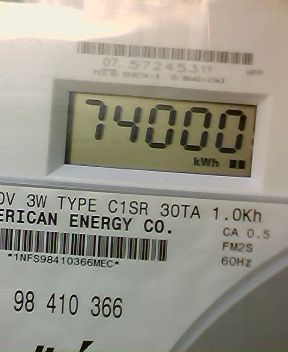 07 57245311
74000
kWh
0V 3W TYPE C1SR 30TA 1.0Kh
ERICAN ENERGY CO.
CA 0.5
FM2S
*1NFS98410366MEC*
60Hz
98 410 366